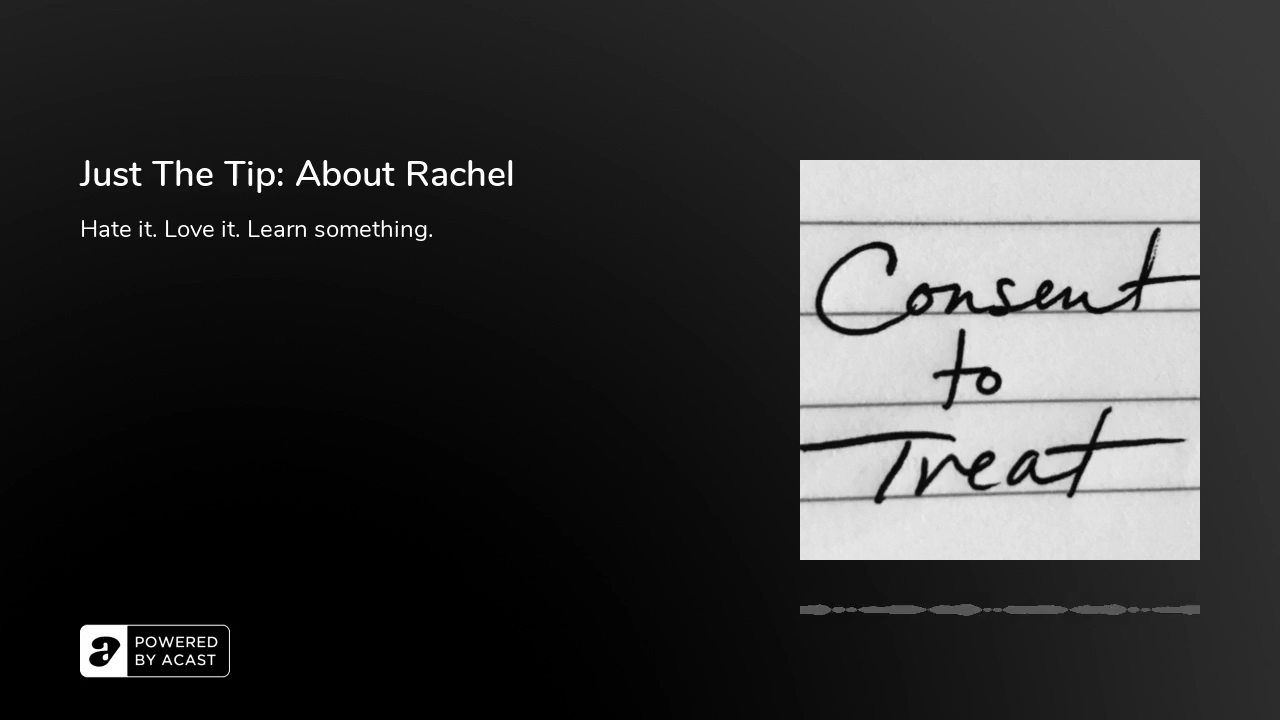 Just The Tip: About Rachel
Hate it. Love it. Learn something.
Consent
to
Treat
a POWERED
BY ACAST